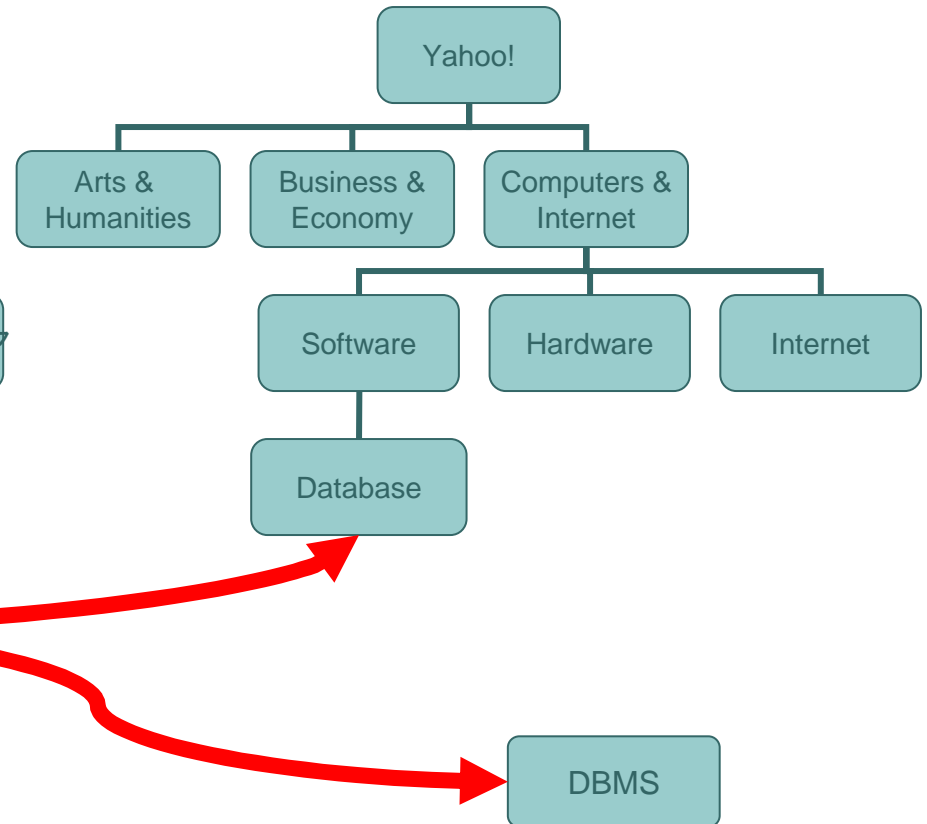 Yahoo!
Arts &
Humanities
Business &
Economy
Computers &
Internet
Software
Hardware
Internet
Database
DBMS